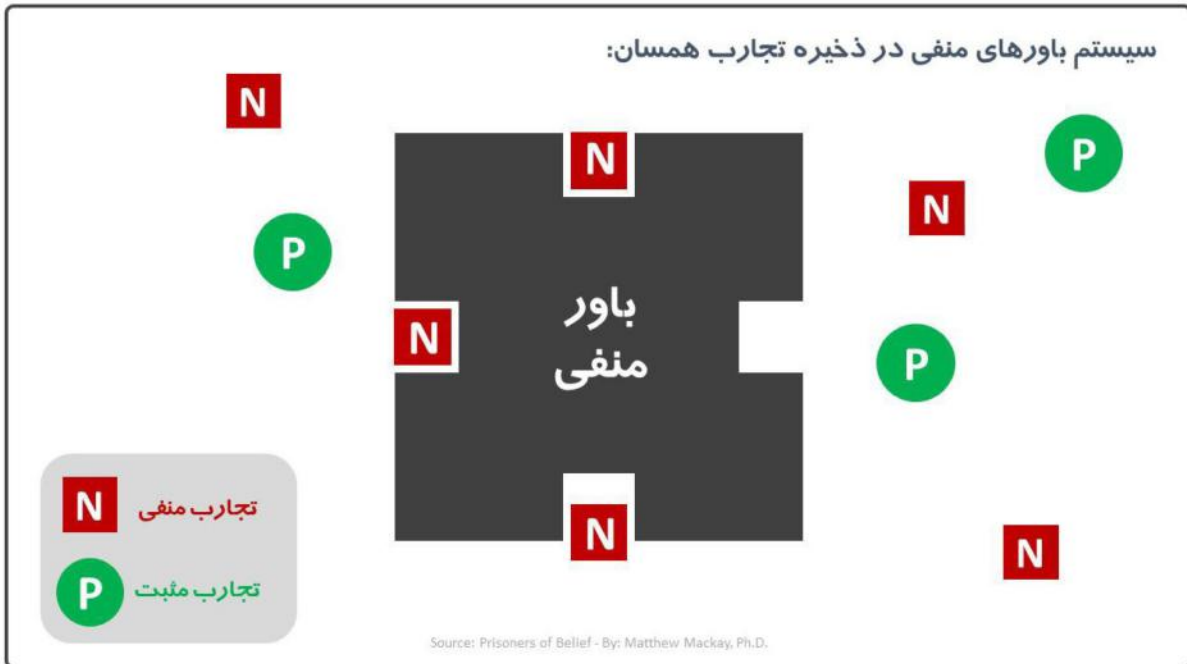 سیستم باورهای منفی در ذخیره تجارب همسان:
N
P
N
N
P
باور
منفی
N
P
N
N
N تجارب منفی
P تجارب مثبت
Source: Prisoners of Belief - By: Matthew Mackay, Ph.D.